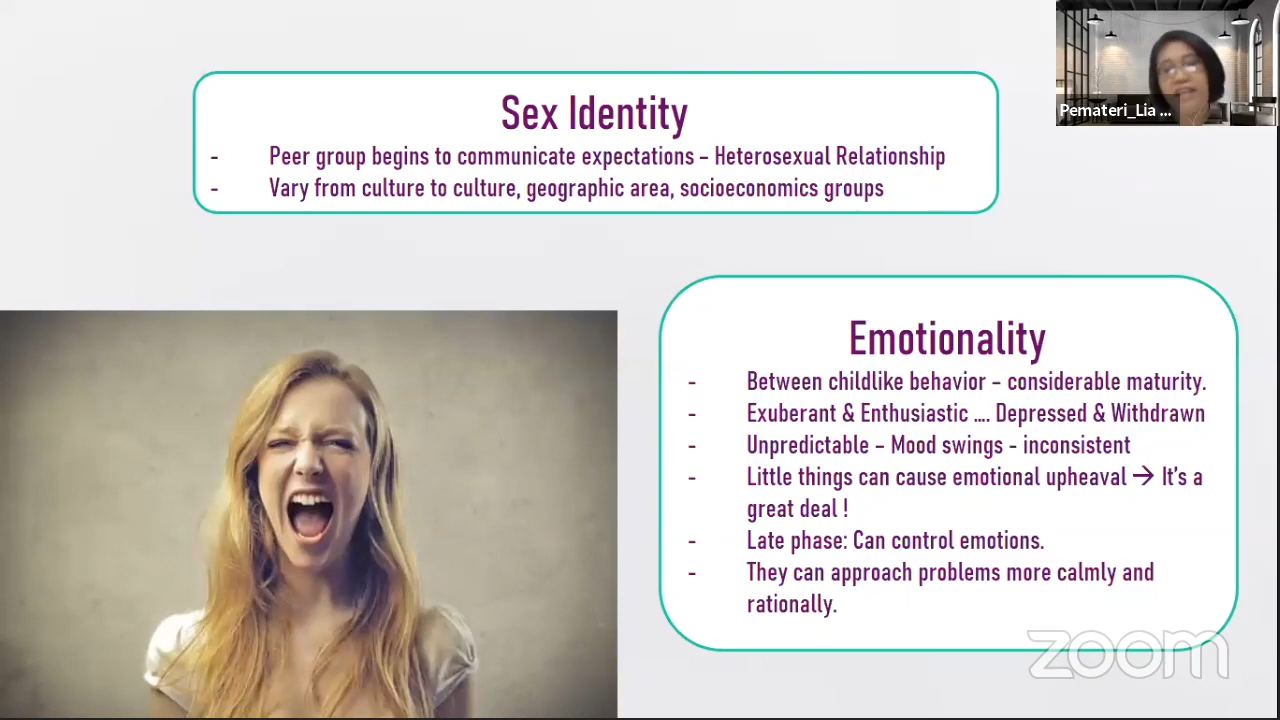 Pemateri_Lia ...
Sex Identity
- Peer group begins to communicate expectations – Heterosexual Relationship
- Vary from culture to culture, geographic area, socioeconomics groups
Emotionality
- Between childlike behavior – considerable maturity.
- Exuberant & Enthusiastic .... Depressed & Withdrawn
- Unpredictable – Mood swings - inconsistent
- Little things can cause emotional upheaval → It's a
great deal !
- Late phase: Can control emotions.
- They can approach problems more calmly and
rationally.
zoom